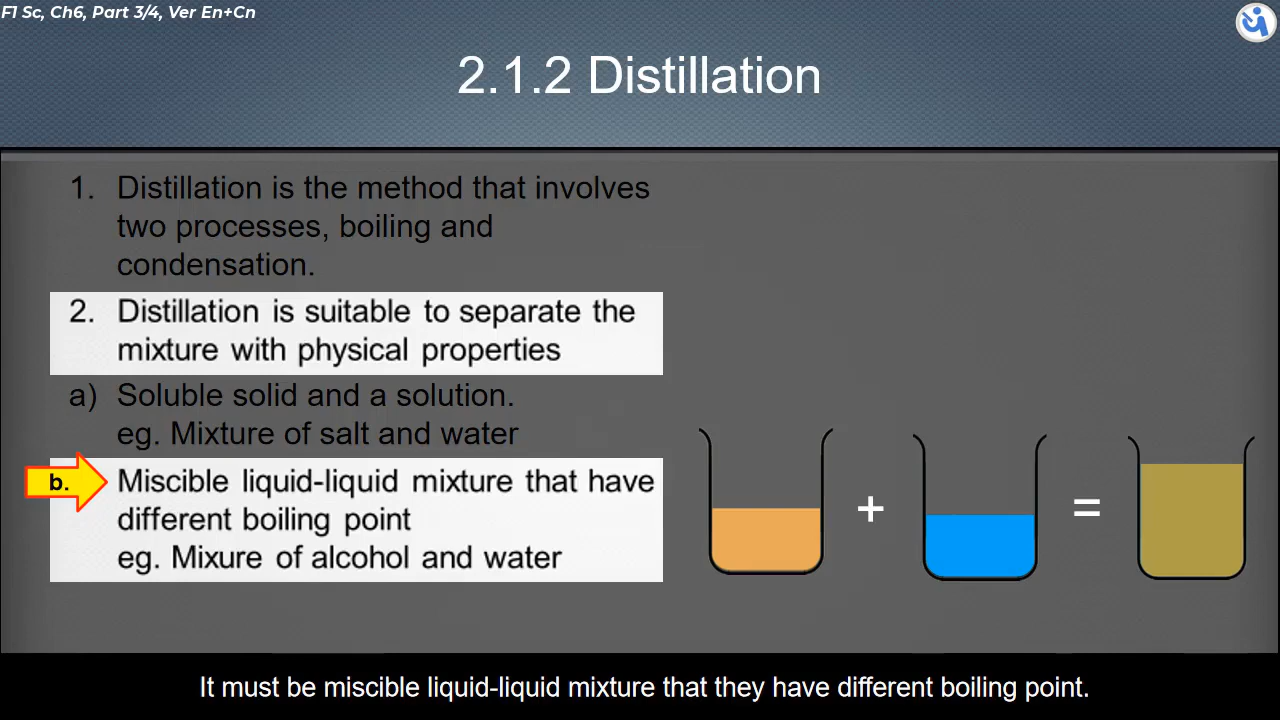 F1 Sc, Ch6, Part 3/4, Ver En+Cn
2.1.2 Distillation
1. Distillation is the method that involves
two processes, boiling and
condensation.
2. Distillation is suitable to separate the
mixture with physical properties
a) Soluble solid and a solution.
eg. Mixture of salt and water
b. Miscible liquid-liquid mixture that have
different boiling point
eg. Mixure of alcohol and water
+ =
It must be miscible liquid-liquid mixture that they have different boiling point.